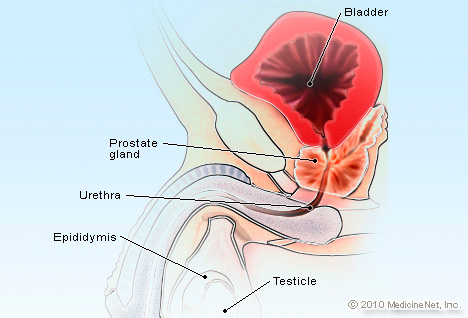 Bladder
Prostate
gland
Urethra
Epididymis
Testicle
© 2010 MedicineNet, Inc.